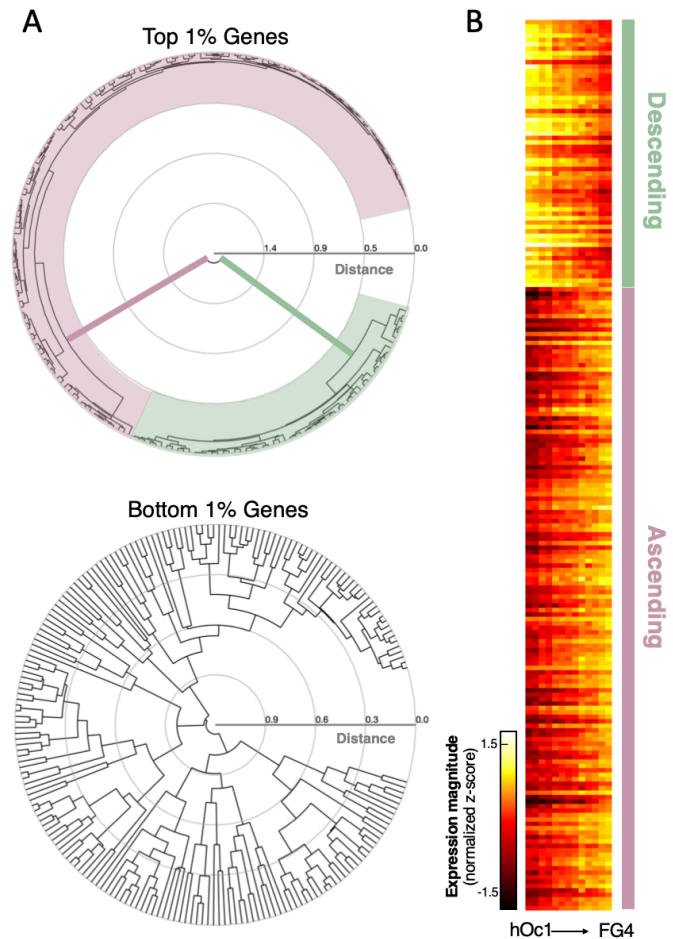 A
Top 1% Genes
1.4 0.9 0.5 0.0
Distance
Bottom 1% Genes
0.9 0.6 0.3 0.0
Distance
B
Descending
Ascending
Expression magnitude
(normalized z-score)
1.5
-1.5
hOc1 → FG4